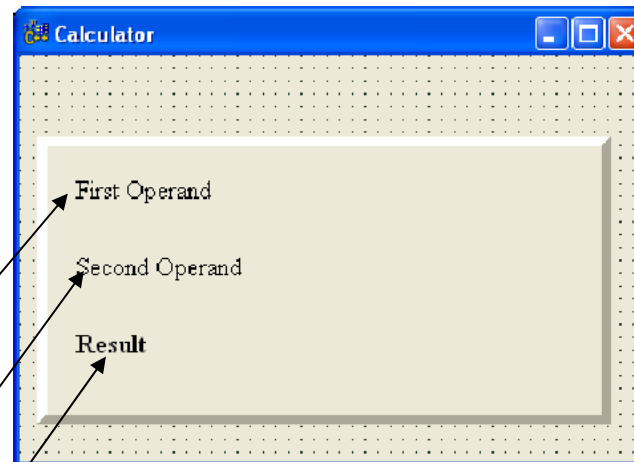 Calculator
First Operand
Second Operand
Result